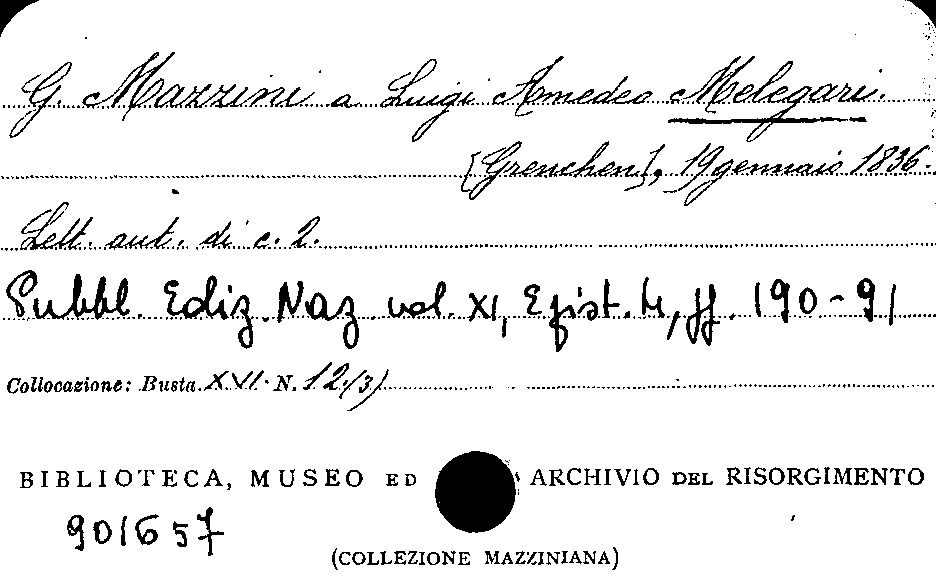 G. Mazzini a Luigi Amedeo Melegari.
[Grenchen], 19 gennaio 1836.
Lett. aut. di c. 2.
Pubbl. Ediz. Naz. vol. XI, Epist. 4, pp. 190-91
Collocazione: Busta XVI. N. 12/3)
BIBLIOTECA, MUSEO ED ARCHIVIO DEL RISORGIMENTO
901657
(COLLEZIONE MAZZINIANA)